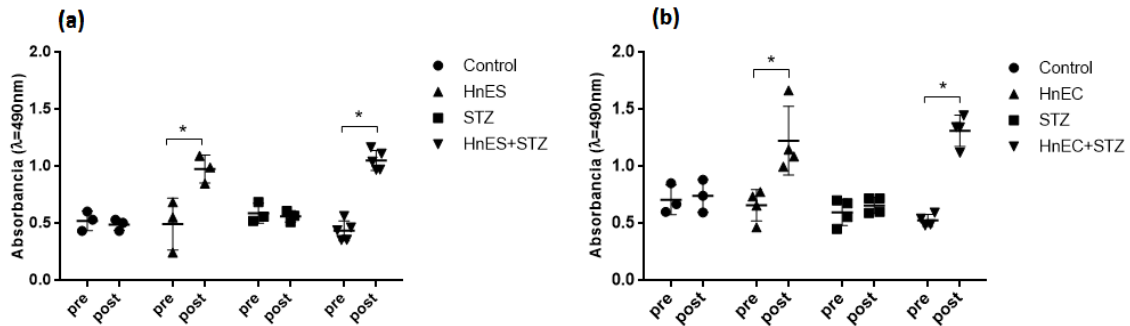 (a)
Absorbancia (λ=490nm)
2.0
1.5
1.0
0.5
0.0
*
*
pre post pre post pre post pre post
Control
HnES
STZ
HnES+STZ
(b)
Absorbancia (λ=490nm)
2.0
1.5
1.0
0.5
0.0
*
*
pre post pre post pre post pre post
Control
HnEC
STZ
HnEC+STZ